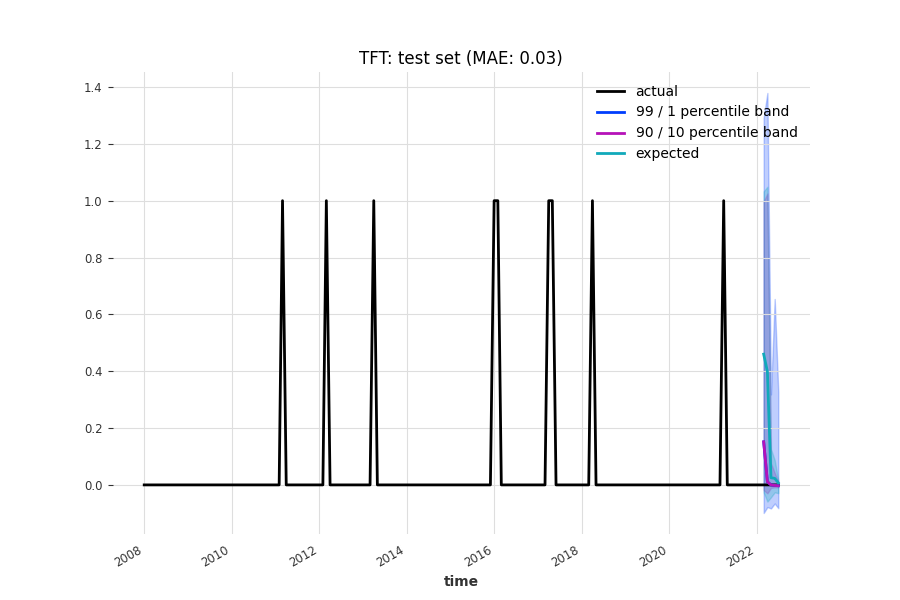 TFT: test set (MAE: 0.03)
actual
99 / 1 percentile band
90 / 10 percentile band
expected
1.4
1.2
1.0
0.8
0.6
0.4
0.2
0.0
2008 2010 2012 2014 2016 2018 2020 2022
time